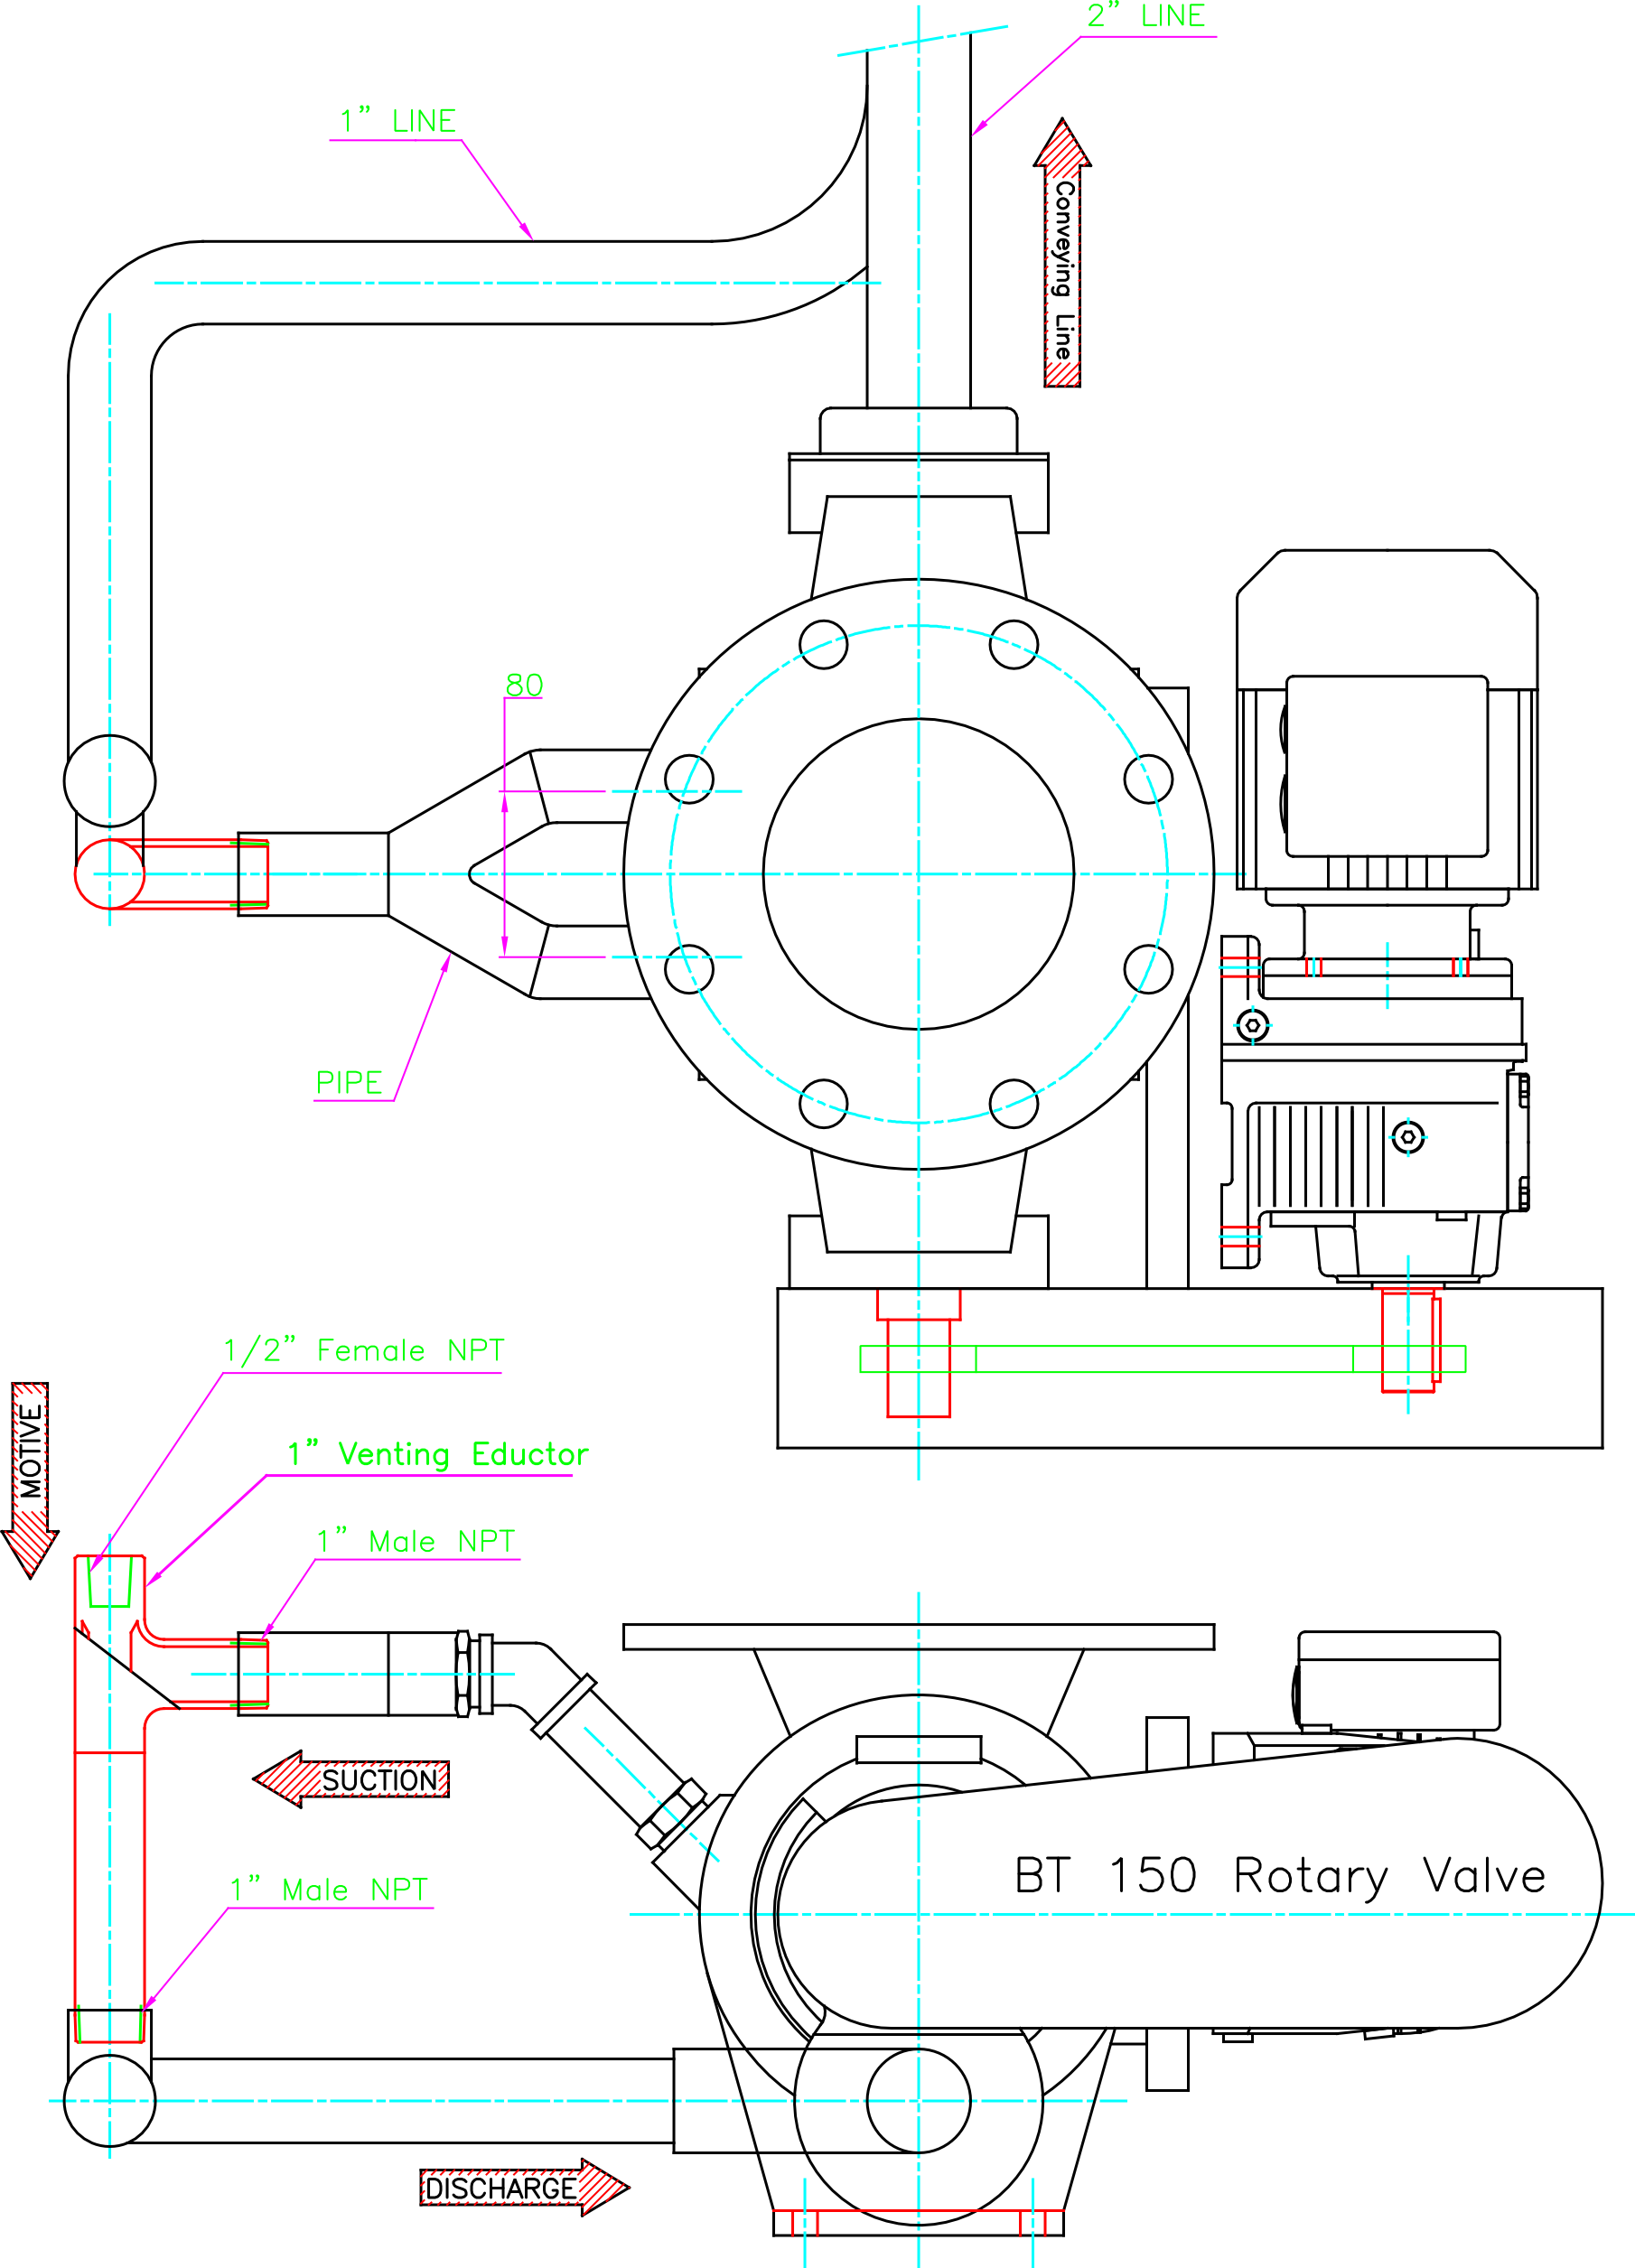 2” LINE
1” LINE
Conveying Line
80
PIPE
1/2” Female NPT
MOTIVE
1” Venting Eductor
1” Male NPT
SUCTION
BT 150 Rotary Valve
1” Male NPT
DISCHARGE